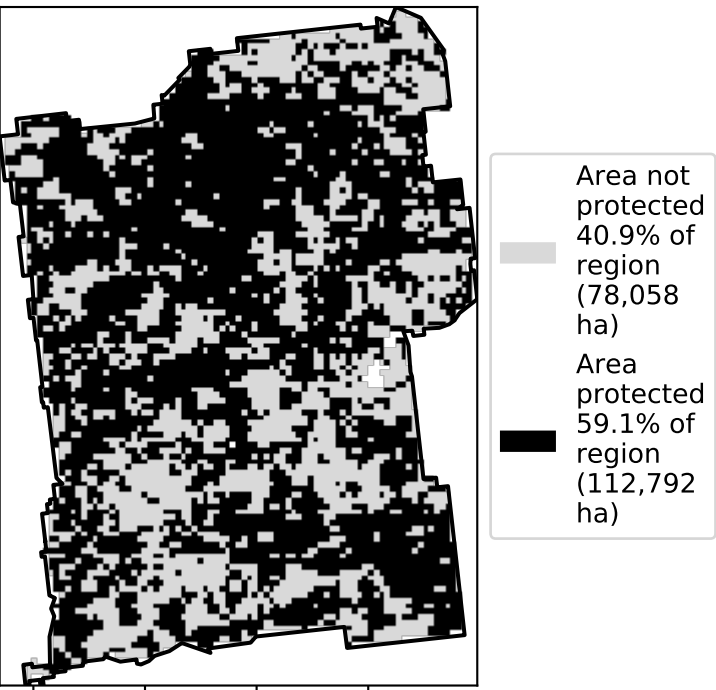 Area not
protected
40.9% of
region
(78,058
ha)
Area
protected
59.1% of
region
(112,792
ha)